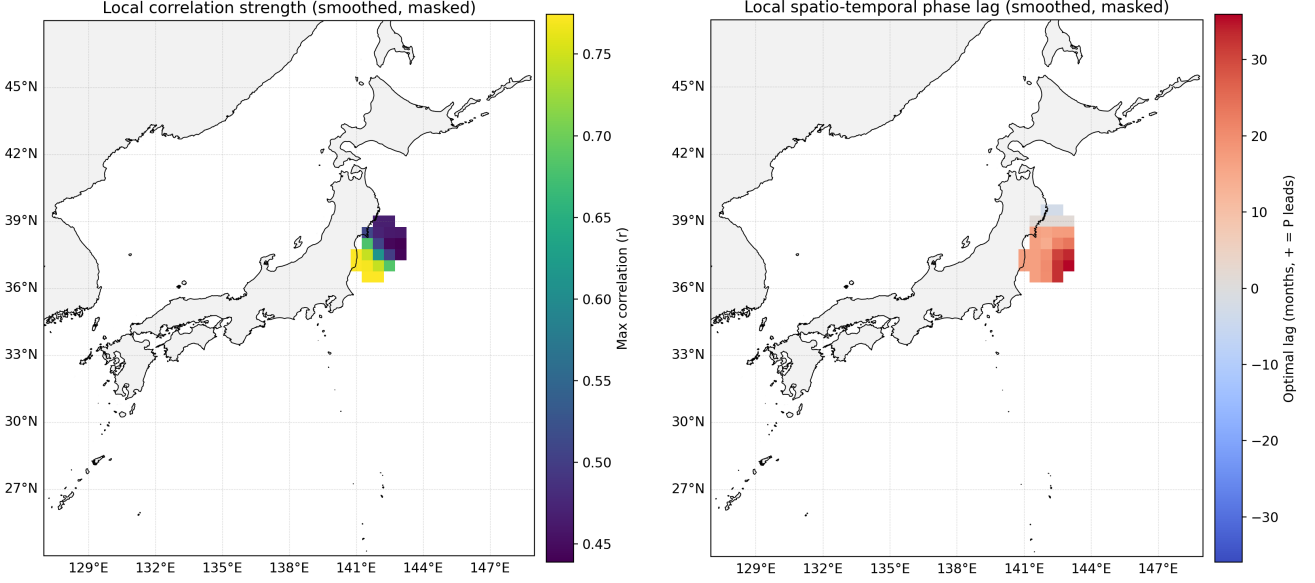 Local correlation strength (smoothed, masked)
45°N
42°N
39°N
36°N
33°N
30°N
27°N
129°E 132°E 135°E 138°E 141°E 144°E 147°E
0.75
0.70
0.65
0.60
0.55
0.50
0.45
Max correlation (r)
Local spatio-temporal phase lag (smoothed, masked)
45°N
42°N
39°N
36°N
33°N
30°N
27°N
129°E 132°E 135°E 138°E 141°E 144°E 147°E
30
20
10
0
−10
−20
−30
Optimal lag (months, + = P leads)